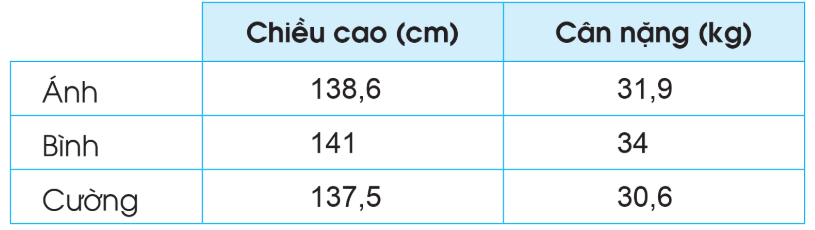 Chiều cao (cm) Cân nặng (kg)
Ánh 138,6 31,9
Bình 141 34
Cường 137,5 30,6